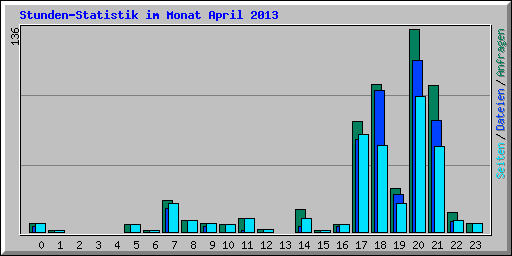 Stunden-Statistik im Monat April 2013
136
Seiten/Dateien/Anfragen
0 1 2 3 4 5 6 7 8 9 10 11 12 13 14 15 16 17 18 19 20 21 22 23